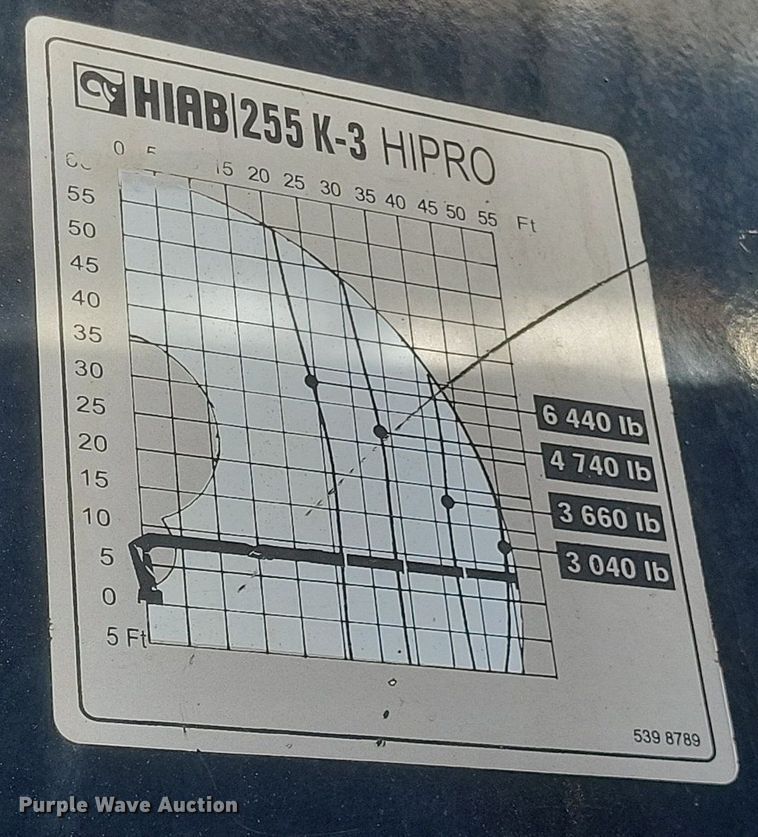 HIAB 255 K-3 HIPRO
0 5 15 20 25 30 35 40 45 50 55 Ft
55
50
45
40
35
30
25
20
15
10
5
0
5 Ft
6 440 lb
4 740 lb
3 660 lb
3 040 lb
539 8789
Purple Wave Auction